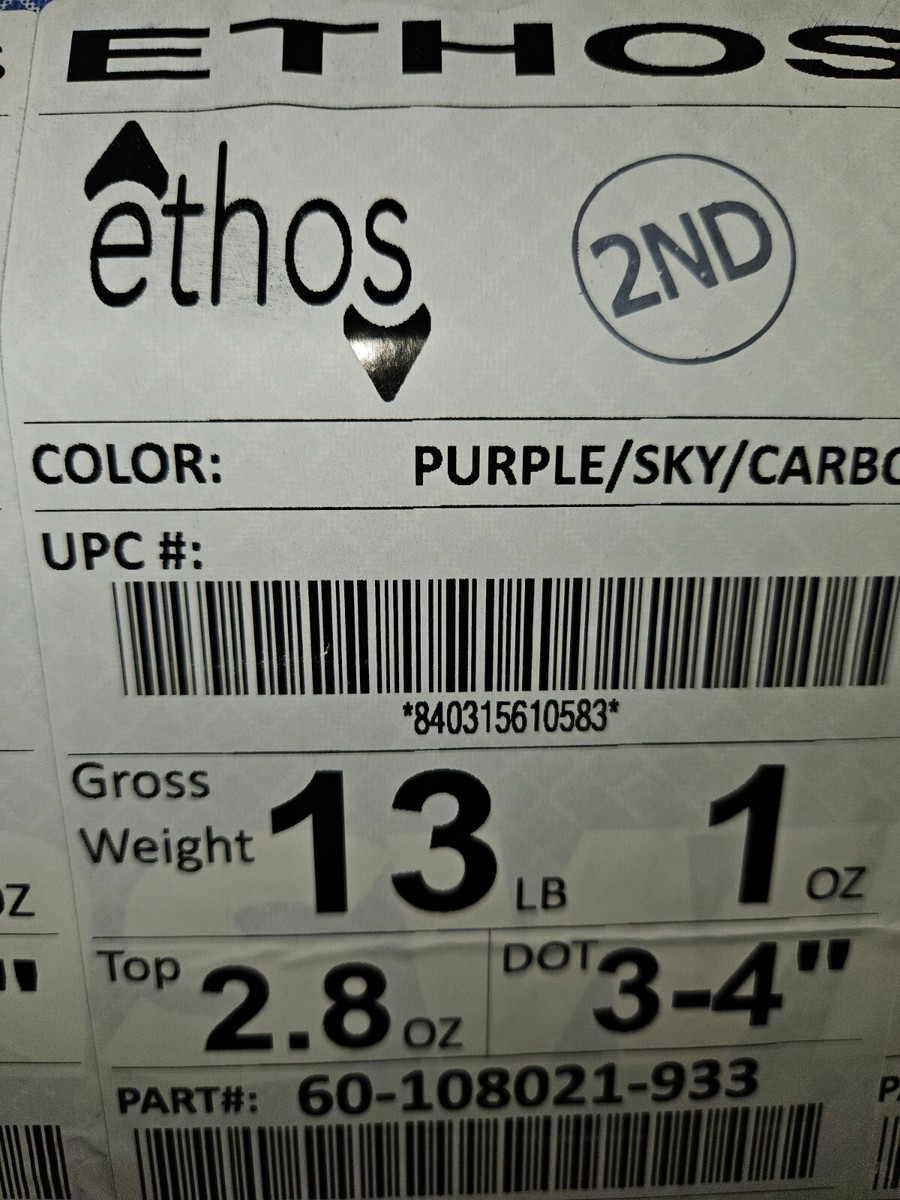 ETHOS
ethos
2ND
COLOR: PURPLE/SKY/CARBO
UPC #:
*840315610583*
Gross Weight 13 LB 1 OZ
Top 2.8 OZ DOT 3-4"
PART#: 60-108021-933